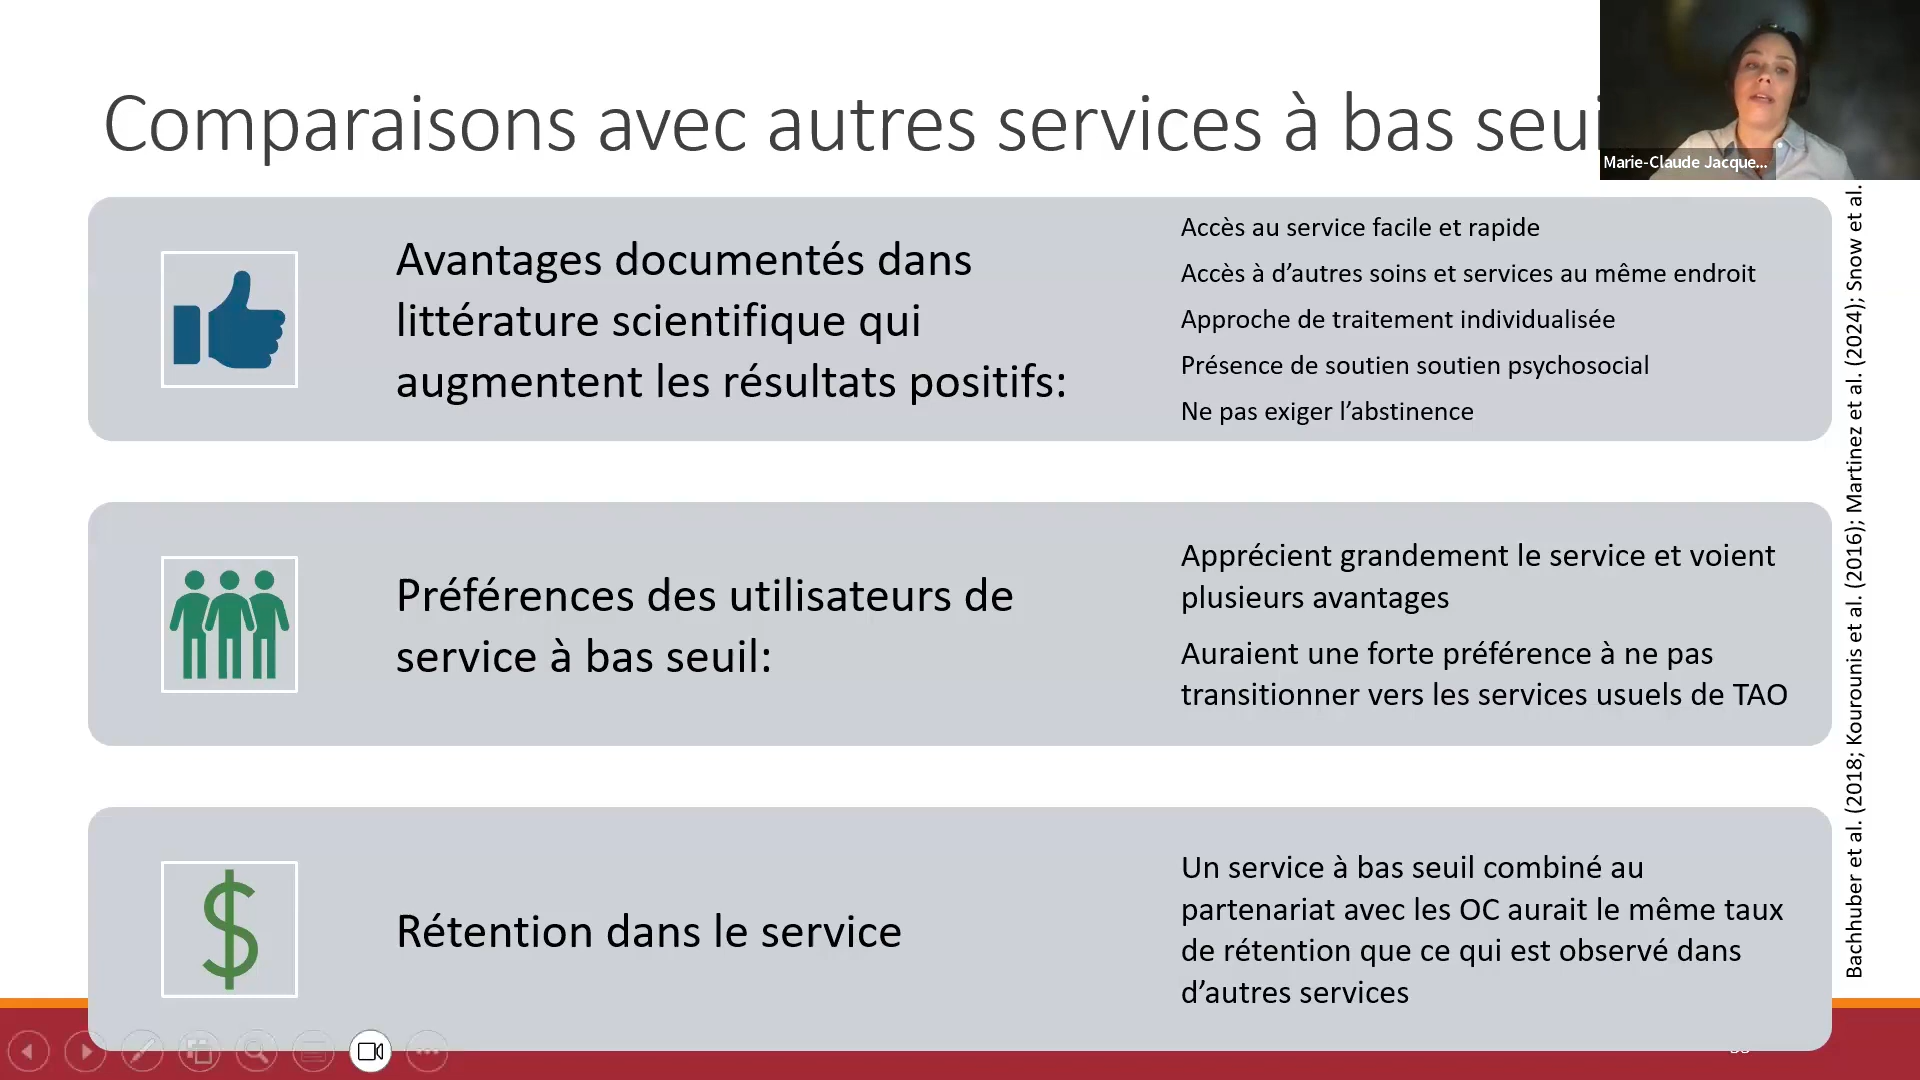 Comparaisons avec autres services à bas seui
Marie-Claude Jacque...
Avantages documentés dans
littérature scientifique qui
augmentent les résultats positifs:
Accès au service facile et rapide
Accès à d’autres soins et services au même endroit
Approche de traitement individualisée
Présence de soutien soutien psychosocial
Ne pas exiger l’abstinence
Préférences des utilisateurs de
service à bas seuil:
Apprécient grandement le service et voient
plusieurs avantages
Auraient une forte préférence à ne pas
transitionner vers les services usuels de TAO
Rétention dans le service
Un service à bas seuil combiné au
partenariat avec les OC aurait le même taux
de rétention que ce qui est observé dans
d’autres services
Bachhuber et al. (2018; Kourounis et al. (2016); Martinez et al. (2024); Snow et al.